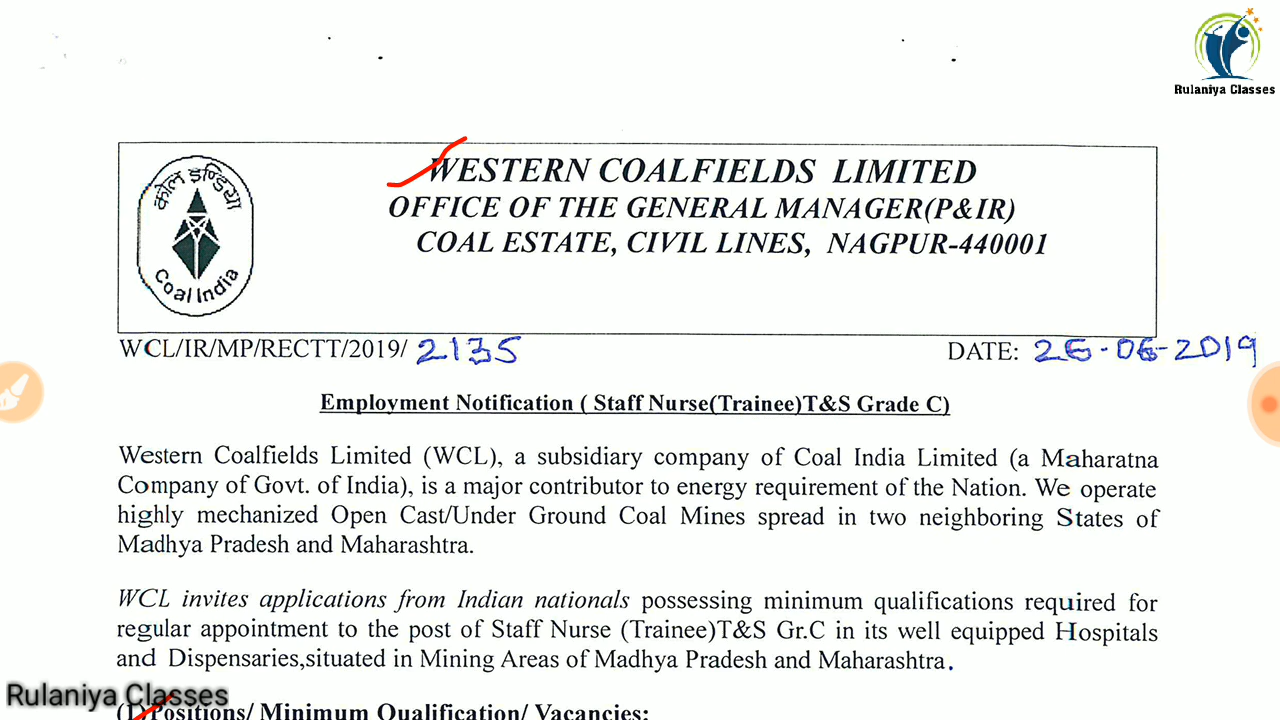 Rulaniya Classes
कोल इण्डिया
Coal India
WESTERN COALFIELDS LIMITED
OFFICE OF THE GENERAL MANAGER(P&IR)
COAL ESTATE, CIVIL LINES, NAGPUR-440001
WCL/IR/MP/RECTT/2019/ 2135 DATE: 26-06-2019
Employment Notification ( Staff Nurse(Trainee)T&S Grade C)
Western Coalfields Limited (WCL), a subsidiary company of Coal India Limited (a Maharatna
Company of Govt. of India), is a major contributor to energy requirement of the Nation. We operate
highly mechanized Open Cast/Under Ground Coal Mines spread in two neighboring States of
Madhya Pradesh and Maharashtra.
WCL invites applications from Indian nationals possessing minimum qualifications required for
regular appointment to the post of Staff Nurse (Trainee)T&S Gr.C in its well equipped Hospitals
and Dispensaries,situated in Mining Areas of Madhya Pradesh and Maharashtra.
Rulaniya Classes
(I)Positions/ Minimum Qualification/ Vacancies: